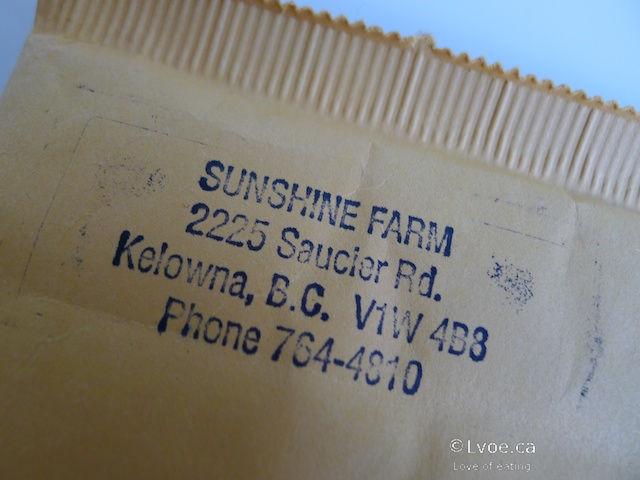 SUNSHINE FARM
2225 Saucier Rd.
Kelowna, B.C. V1W 4B8
Phone 764-4810
©Lvoe.ca
Love of eating